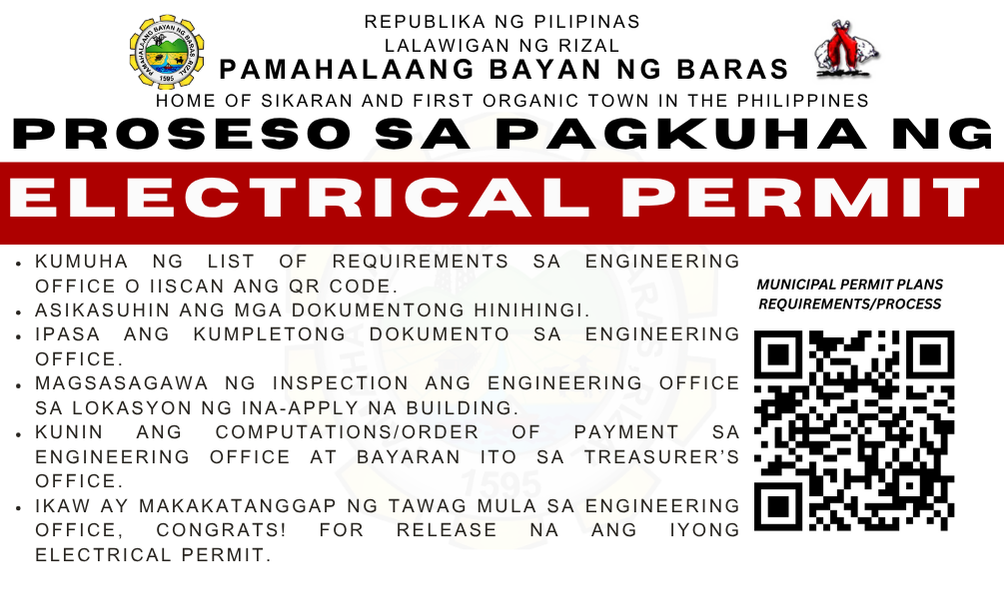 REPUBLIKA NG PILIPINAS
LALAWIGAN NG RIZAL
PAMAHALAANG BAYAN NG BARAS
HOME OF SIKARAN AND FIRST ORGANIC TOWN IN THE PHILIPPINES
PAMAHALAANG BAYAN NG BARAS RIZAL
1595
PROSESO SA PAGKUHA NG
ELECTRICAL PERMIT
• KUMUHA NG LIST OF REQUIREMENTS SA ENGINEERING
OFFICE O IISCAN ANG QR CODE.
• ASIKASUHIN ANG MGA DOKUMENTONG HINIHINGI.
• IPASA ANG KUMPLETONG DOKUMENTO SA ENGINEERING
OFFICE.
• MAGSASAGAWA NG INSPECTION ANG ENGINEERING OFFICE
SA LOKASYON NG INA-APPLY NA BUILDING.
• KUNIN ANG COMPUTATIONS/ORDER OF PAYMENT SA
ENGINEERING OFFICE AT BAYARAN ITO SA TREASURER'S
OFFICE.
• IKAW AY MAKAKATANGGAP NG TAWAG MULA SA ENGINEERING
OFFICE, CONGRATS! FOR RELEASE NA ANG IYONG
ELECTRICAL PERMIT.
MUNICIPAL PERMIT PLANS
REQUIREMENTS/PROCESS
1595